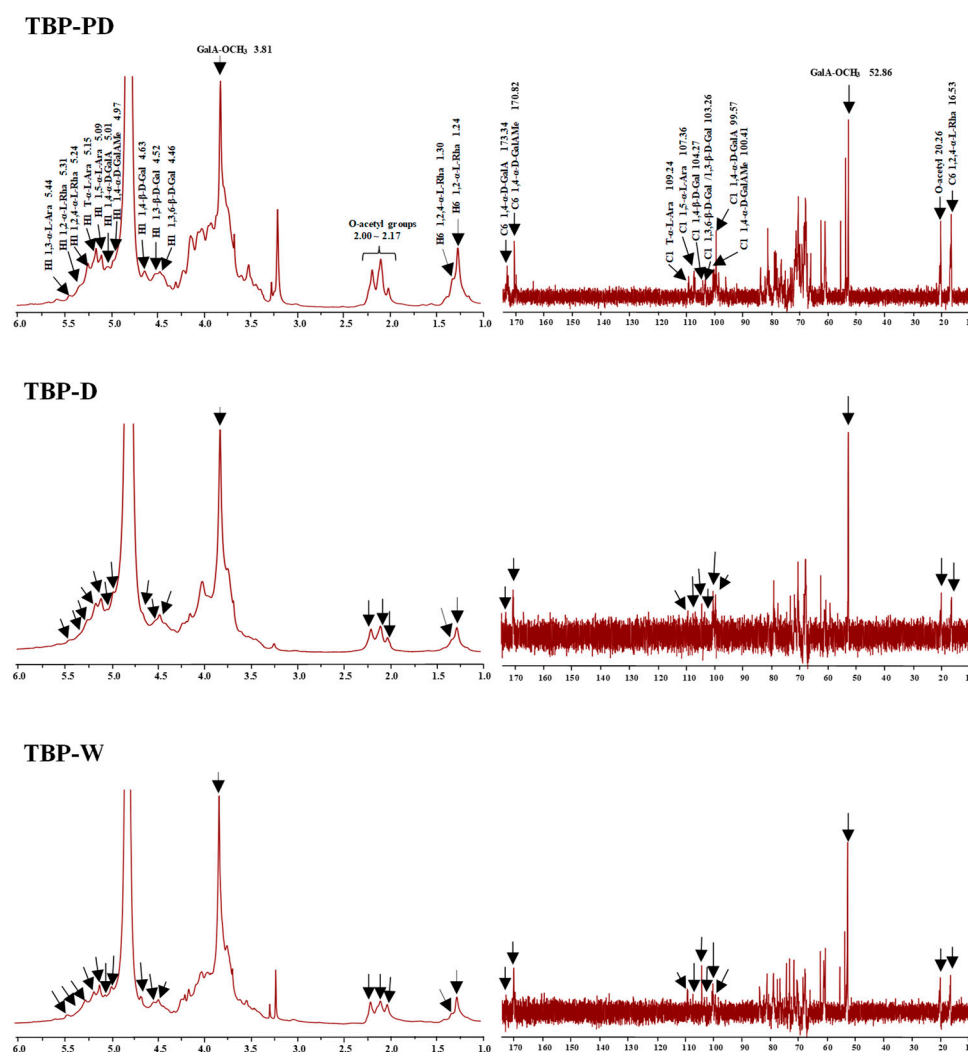 TBP-PD
GalA-OCH₃ 3.81
H1 1,3-α-L-Ara 5.44
H1 1,2-α-L-Rha 5.31
H1 1,2,4-α-L-Rha 5.24
H1 T-α-L-Ara 5.15
H1 1,5-α-L-Ara 5.09
H1 1,4-α-D-GalA 5.01
H1 1,4-α-D-GalAMe 4.97
H1 1,4-β-D-Gal 4.63
H1 1,3-β-D-Gal 4.52
H1 1,3,6-β-D-Gal 4.46
O-acetyl groups
2.00 ~ 2.17
H6 1,2,4-α-L-Rha 1.30
H6 1,2-α-L-Rha 1.24
6.0 5.5 5.0 4.5 4.0 3.5 3.0 2.5 2.0 1.5 1.0
C6 1,4-α-D-GalA 173.34
C6 1,4-α-D-GalAMe 170.82
C1 T-α-L-Ara 109.24
C1 1,5-α-L-Ara 107.36
C1 1,4-β-D-Gal 104.27
C1 1,3,6-β-D-Gal /1,3-β-D-Gal 103.26
C1 1,4-α-D-GalA 99.57
C1 1,4-α-D-GalAMe 100.41
GalA-OCH₃ 52.86
O-acetyl 20.26
C6 1,2,4-α-L-Rha 16.53
170 160 150 140 130 120 110 100 90 80 70 60 50 40 30 20 10
TBP-D
6.0 5.5 5.0 4.5 4.0 3.5 3.0 2.5 2.0 1.5 1.0
170 160 150 140 130 120 110 100 90 80 70 60 50 40 30 20 10
TBP-W
6.0 5.5 5.0 4.5 4.0 3.5 3.0 2.5 2.0 1.5 1.0
170 160 150 140 130 120 110 100 90 80 70 60 50 40 30 20 10